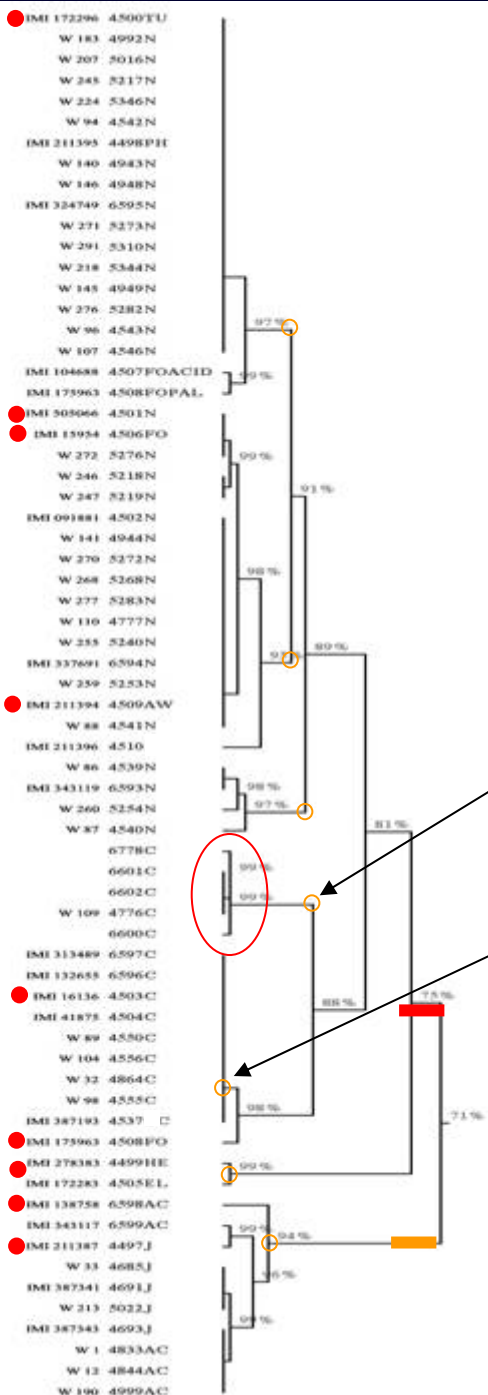 IMI 172296 4500TU
W 183 4992N
W 207 5016N
W 245 5217N
W 224 5346N
W 94 4542N
IMI 211395 4498PH
W 140 4943N
W 146 4948N
IMI 324749 6595N
W 271 5273N
W 291 5310N
W 218 5344N
W 145 4949N
W 276 5282N
W 96 4543N
97%
W 107 4546N
IMI 104688 4507FOACID
99%
IMI 175963 4508FOPAL
IMI 505066 4501N
IMI 15954 4506FO
W 272 5276N
99%
W 246 5218N
W 247 5219N
91%
IMI 091881 4502N
W 141 4944N
W 270 5272N
98%
W 268 5268N
W 277 5283N
W 110 4777N
W 255 5240N
89%
IMI 337691 6594N
W 259 5253N
IMI 211394 4509AW
W 88 4541N
IMI 211396 4510
W 86 4539N
98%
IMI 343119 6593N
W 260 5254N
97%
W 87 4540N
81%
6778C
6601C
99%
6602C
99%
W 109 4776C
6600C
IMI 313489 6597C
IMI 132655 6596C
IMI 16136 4503C
75%
IMI 41875 4504C
88%
W 89 4550C
W 104 4556C
W 32 4864C
W 98 4555C
98%
IMI 387193 4537 C
71%
IMI 175963 4508FO
IMI 278383 4499HE
99%
IMI 172283 4505EL
IMI 138758 6598AC
IMI 343117 6599AC
99%
94%
IMI 211387 4497J
W 33 4685J
96%
IMI 387341 4691J
W 213 5022J
IMI 387343 4693J
W 1 4833AC
W 12 4844AC
W 190 4999AC